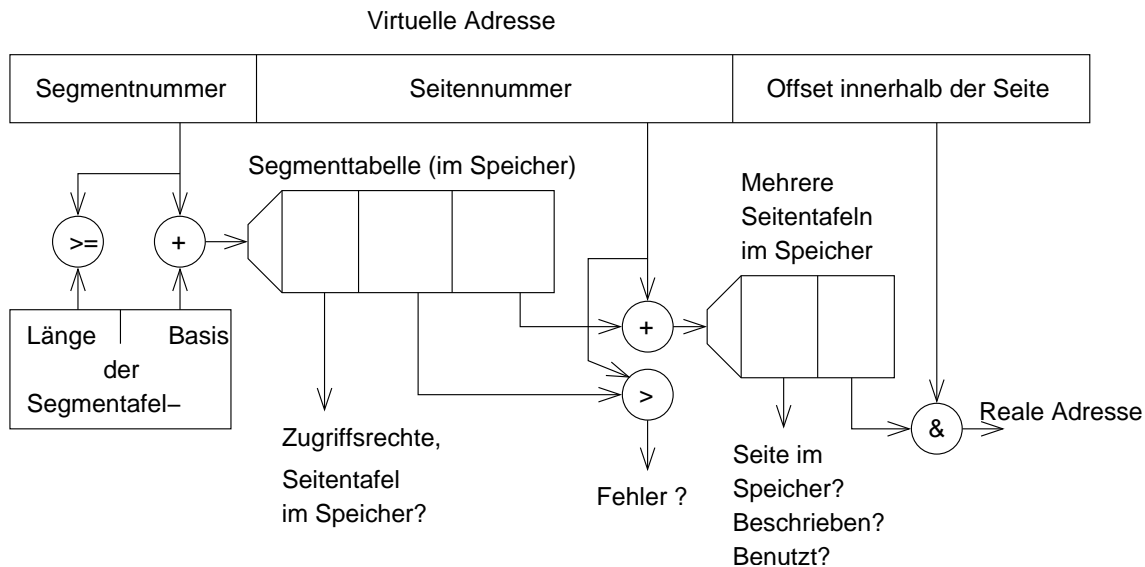 Virtuelle Adresse
Segmentnummer
Seitennummer
Offset innerhalb der Seite
Segmenttabelle (im Speicher)
Mehrere
Seitentafeln
im Speicher
>=
+
+
>
&
Länge
Basis
der
Segmentafel–
Zugriffsrechte,
Seitentafel
im Speicher?
Fehler ?
Seite im
Speicher?
Beschrieben?
Benutzt?
Reale Adresse